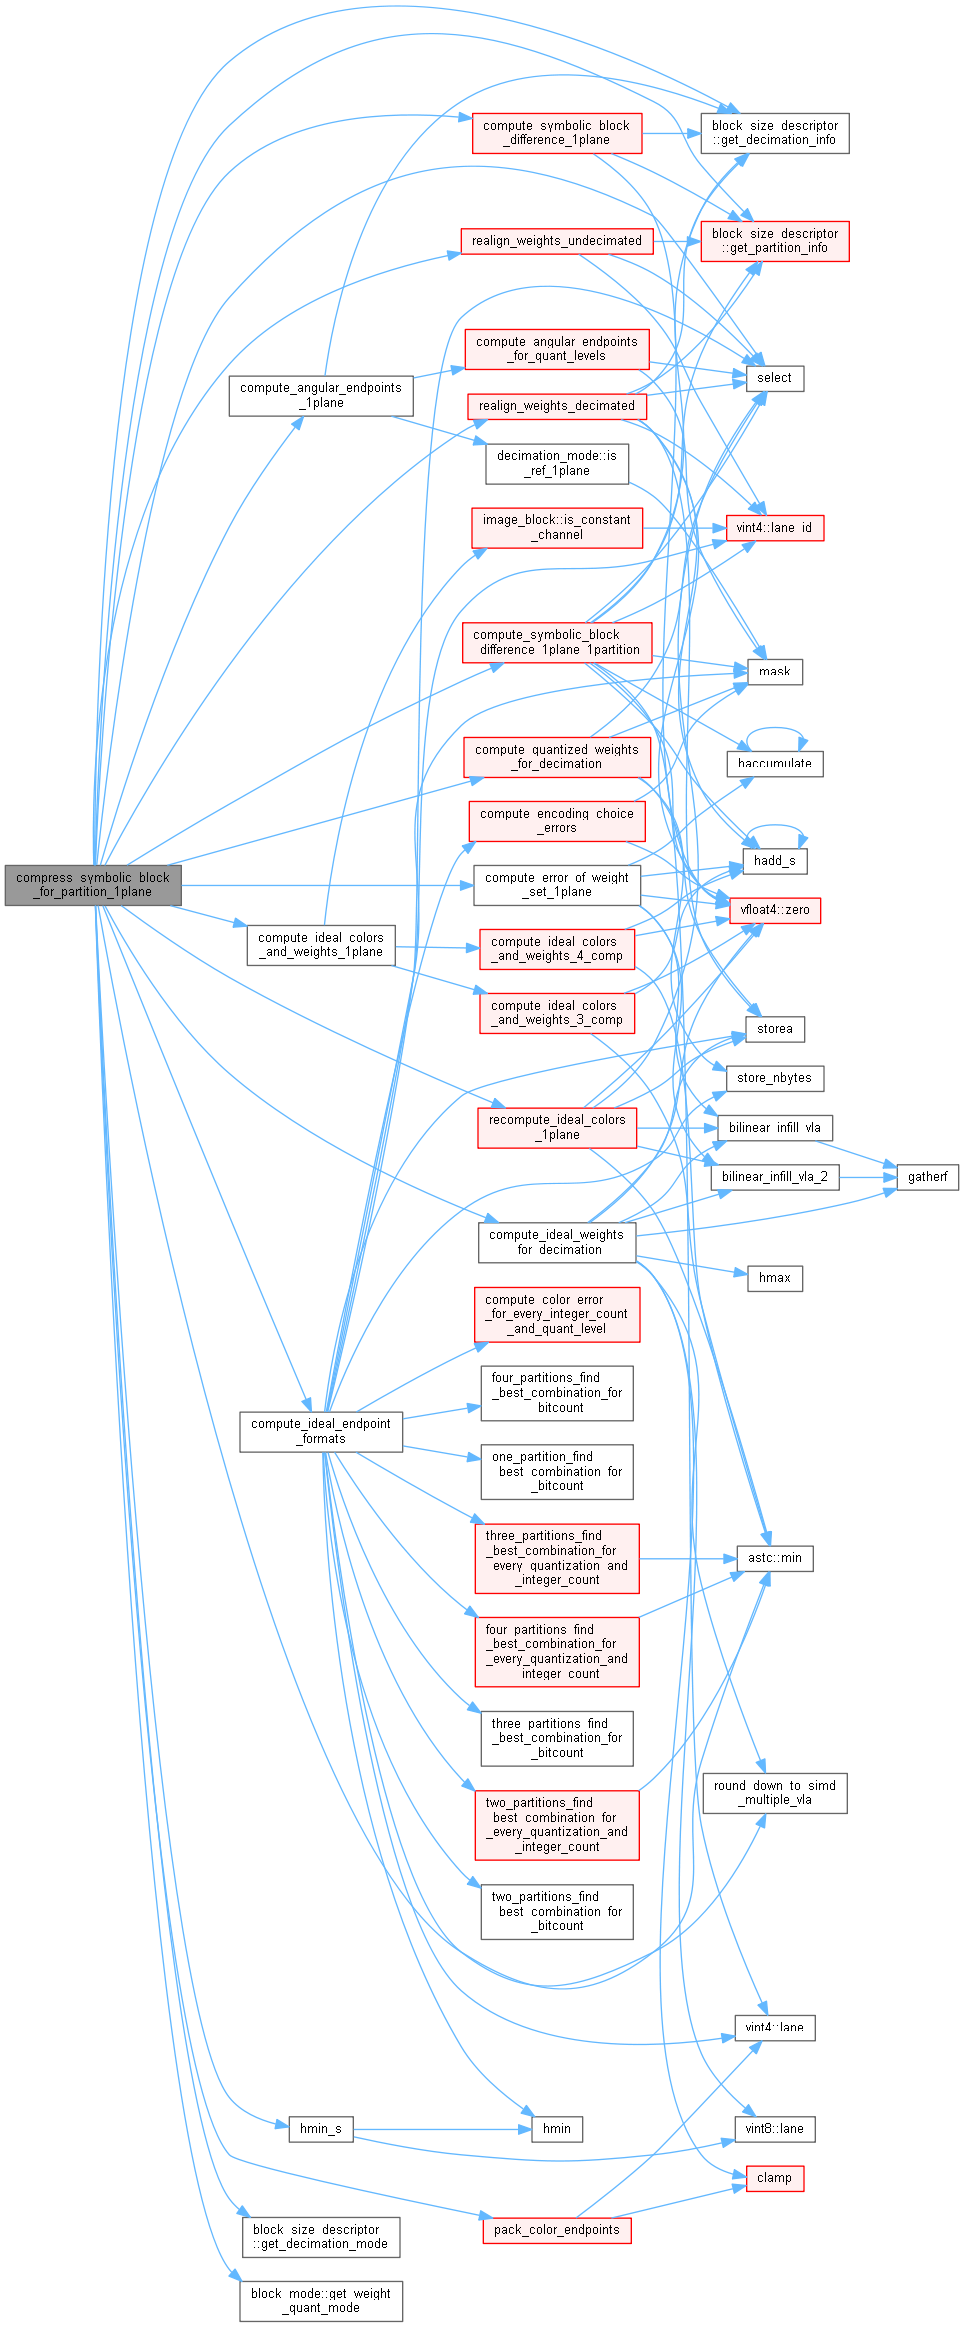 compute_symbolic_block
_difference_1plane
block_size_descriptor
::get_decimation_info
realign_weights_undecimated
block_size_descriptor
::get_partition_info
compute_angular_endpoints
_for_quant_levels
compute_angular_endpoints
_1plane
select
realign_weights_decimated
decimation_mode::is
_ref_1plane
image_block::is_constant
_channel
vint4::lane_id
compute_symbolic_block
_difference_1plane_1partition
mask
compute_quantized_weights
_for_decimation
haccumulate
compute_encoding_choice
_errors
compress_symbolic_block
_for_partition_1plane
compute_error_of_weight
_set_1plane
hadd_s
vfloat4::zero
compute_ideal_colors
_and_weights_1plane
compute_ideal_colors
_and_weights_4_comp
compute_ideal_colors
_and_weights_3_comp
storea
store_nbytes
recompute_ideal_colors
_1plane
bilinear_infill_vla
bilinear_infill_vla_2
gatherf
compute_ideal_weights
_for_decimation
hmax
compute_color_error
_for_every_integer_count
_and_quant_level
four_partitions_find
_best_combination_for
_bitcount
compute_ideal_endpoint
_formats
one_partition_find
_best_combination_for
_bitcount
three_partitions_find
_best_combination_for
_every_quantization_and
_integer_count
astc::min
four_partitions_find
_best_combination_for
_every_quantization_and
_integer_count
three_partitions_find
_best_combination_for
_bitcount
round_down_to_simd
_multiple_vla
two_partitions_find
_best_combination_for
_every_quantization_and
_integer_count
two_partitions_find
_best_combination_for
_bitcount
vint4::lane
hmin_s
hmin
vint8::lane
clamp
pack_color_endpoints
block_size_descriptor
::get_decimation_mode
block_mode::get_weight
_quant_mode